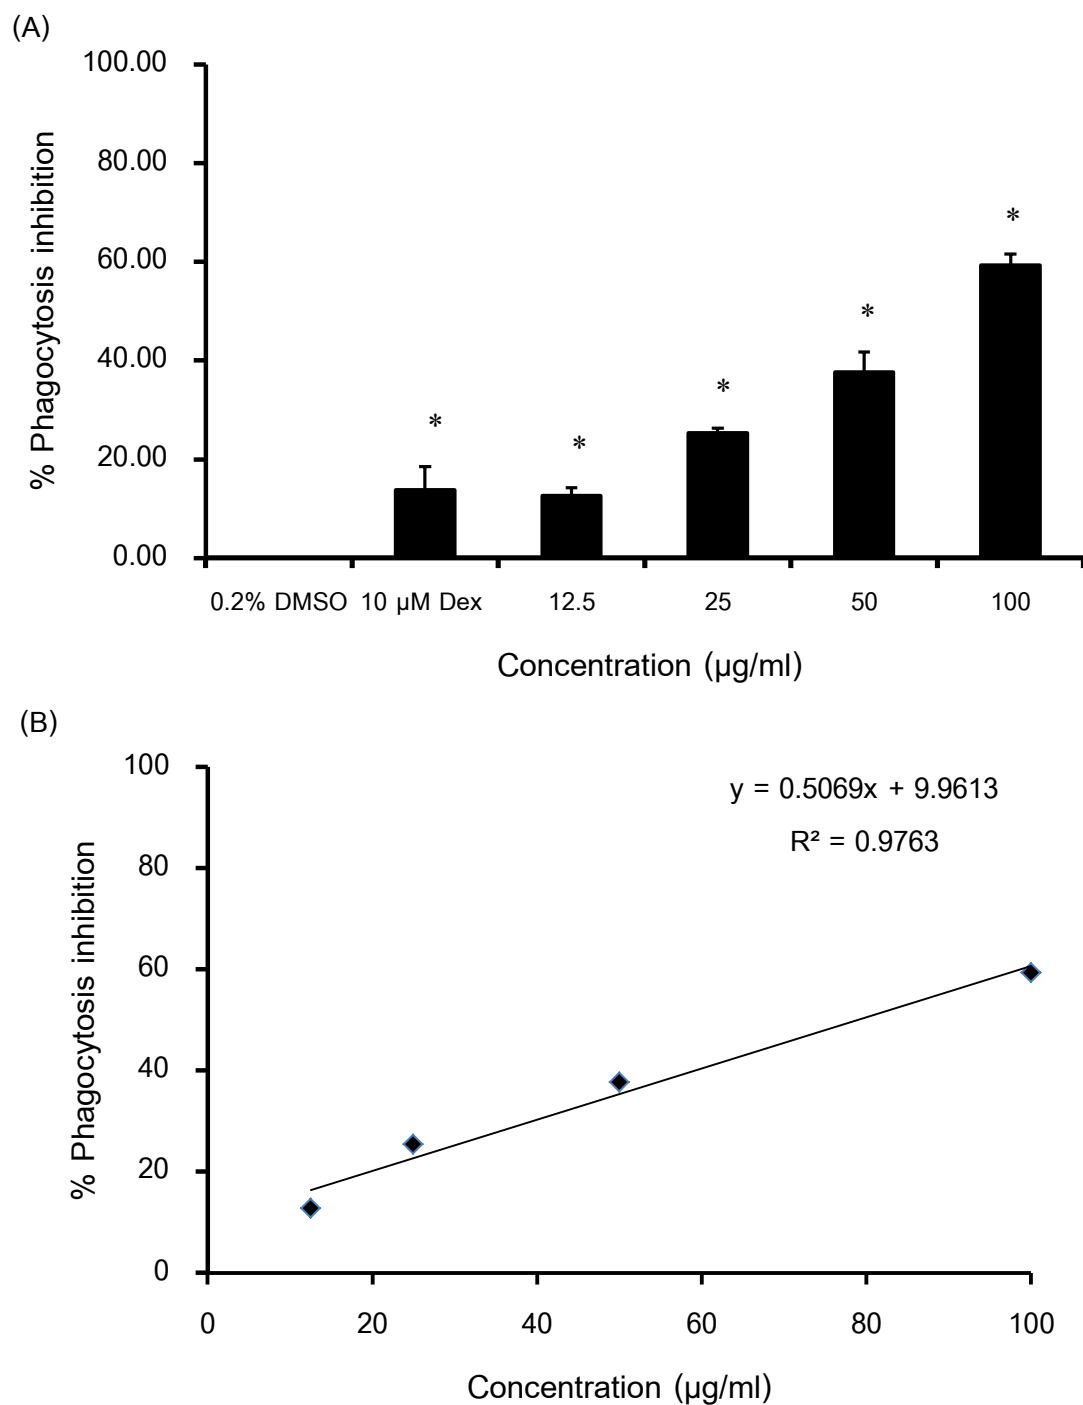 (A)
100.00
80.00
60.00
40.00
20.00
0.00
% Phagocytosis inhibition
*
*
*
*
*
0.2% DMSO 10 µM Dex 12.5 25 50 100
Concentration (µg/ml)
(B)
100
80
60
40
20
0
% Phagocytosis inhibition
y = 0.5069x + 9.9613
R² = 0.9763
0 20 40 60 80 100
Concentration (µg/ml)